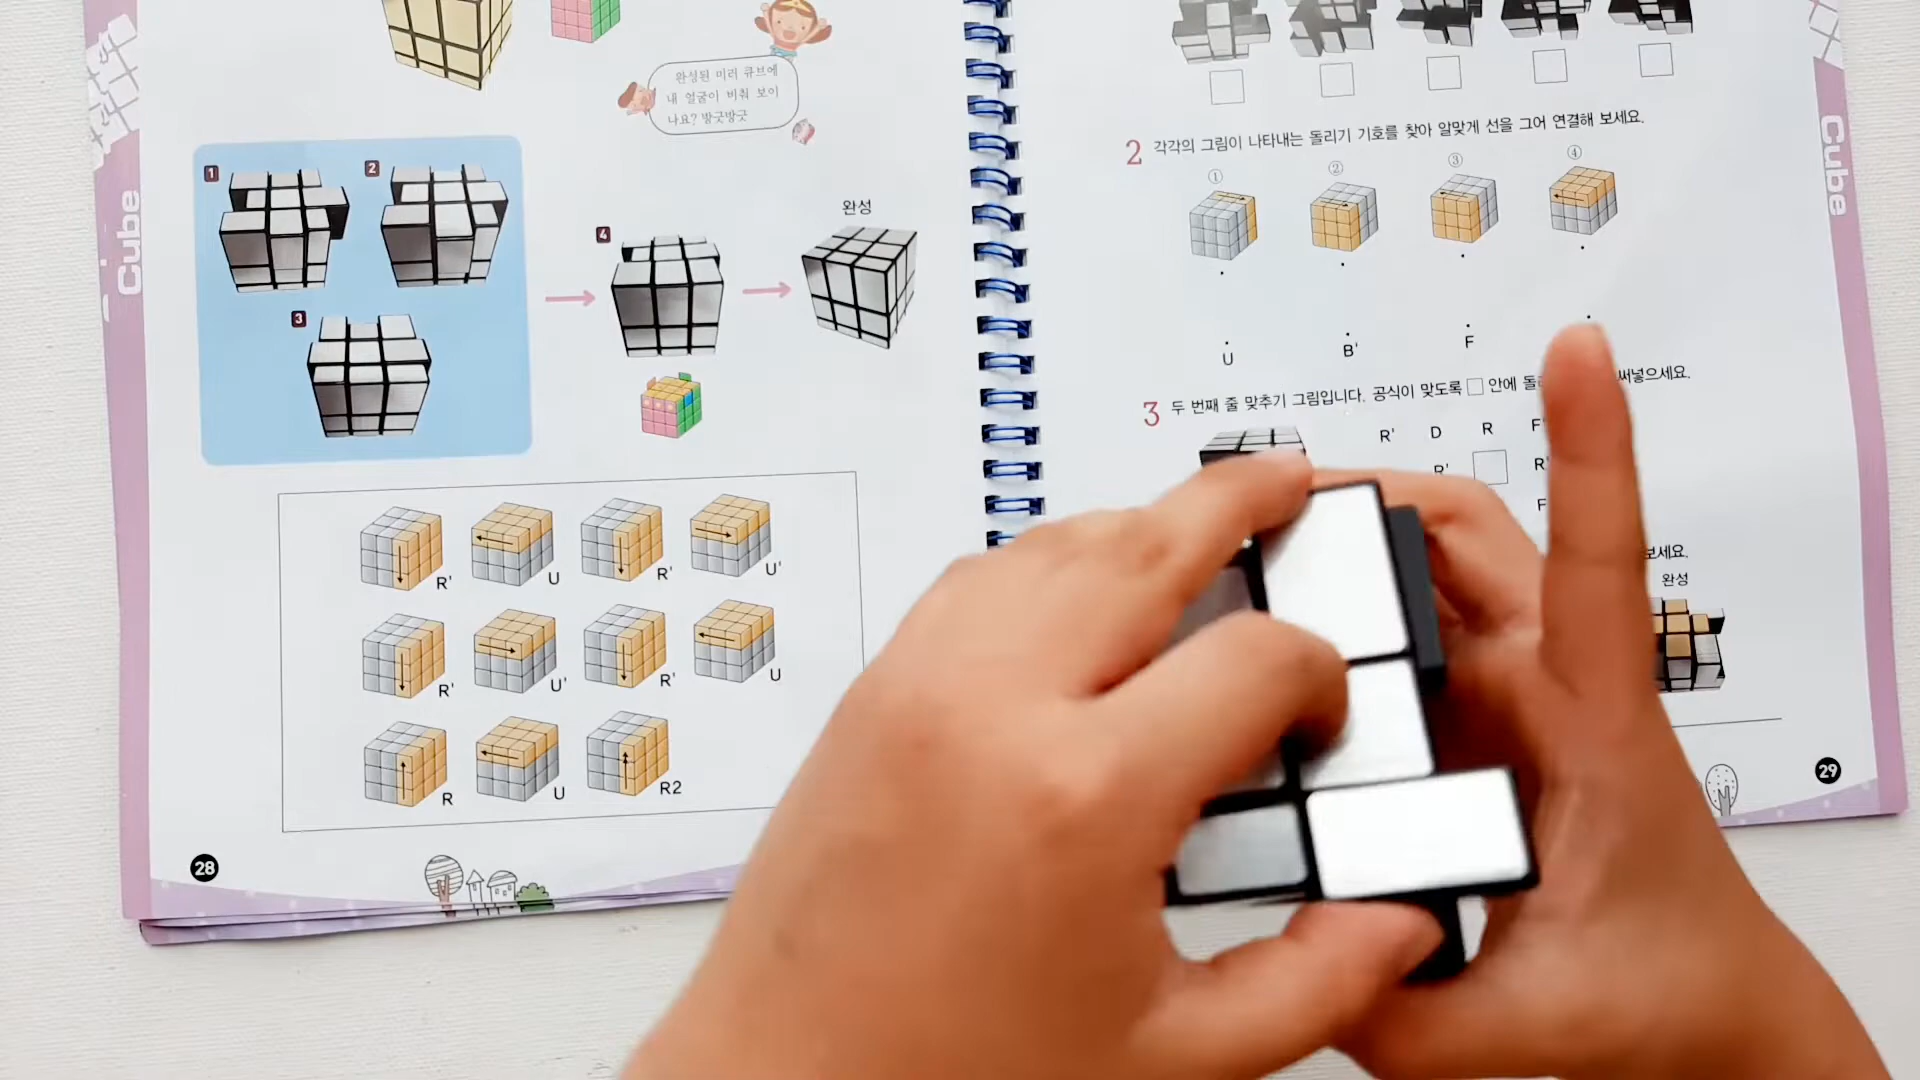 완성된 미러 큐브에
내 얼굴이 비춰 보이
나요? 방긋방긋
Cube
1
2
3
4
완성
R'
U
R'
U'
R'
U'
R'
U
R
U
R2
28
2 각각의 그림이 나타내는 돌리기 기호를 찾아 알맞게 선을 그어 연결해 보세요.
① ② ③ ④
U B' F
3 두 번째 줄 맞추기 그림입니다. 공식이 맞도록 □ 안에 써넣으세요.
R' D R F'
R' R'
F
보세요.
완성
Cube
29